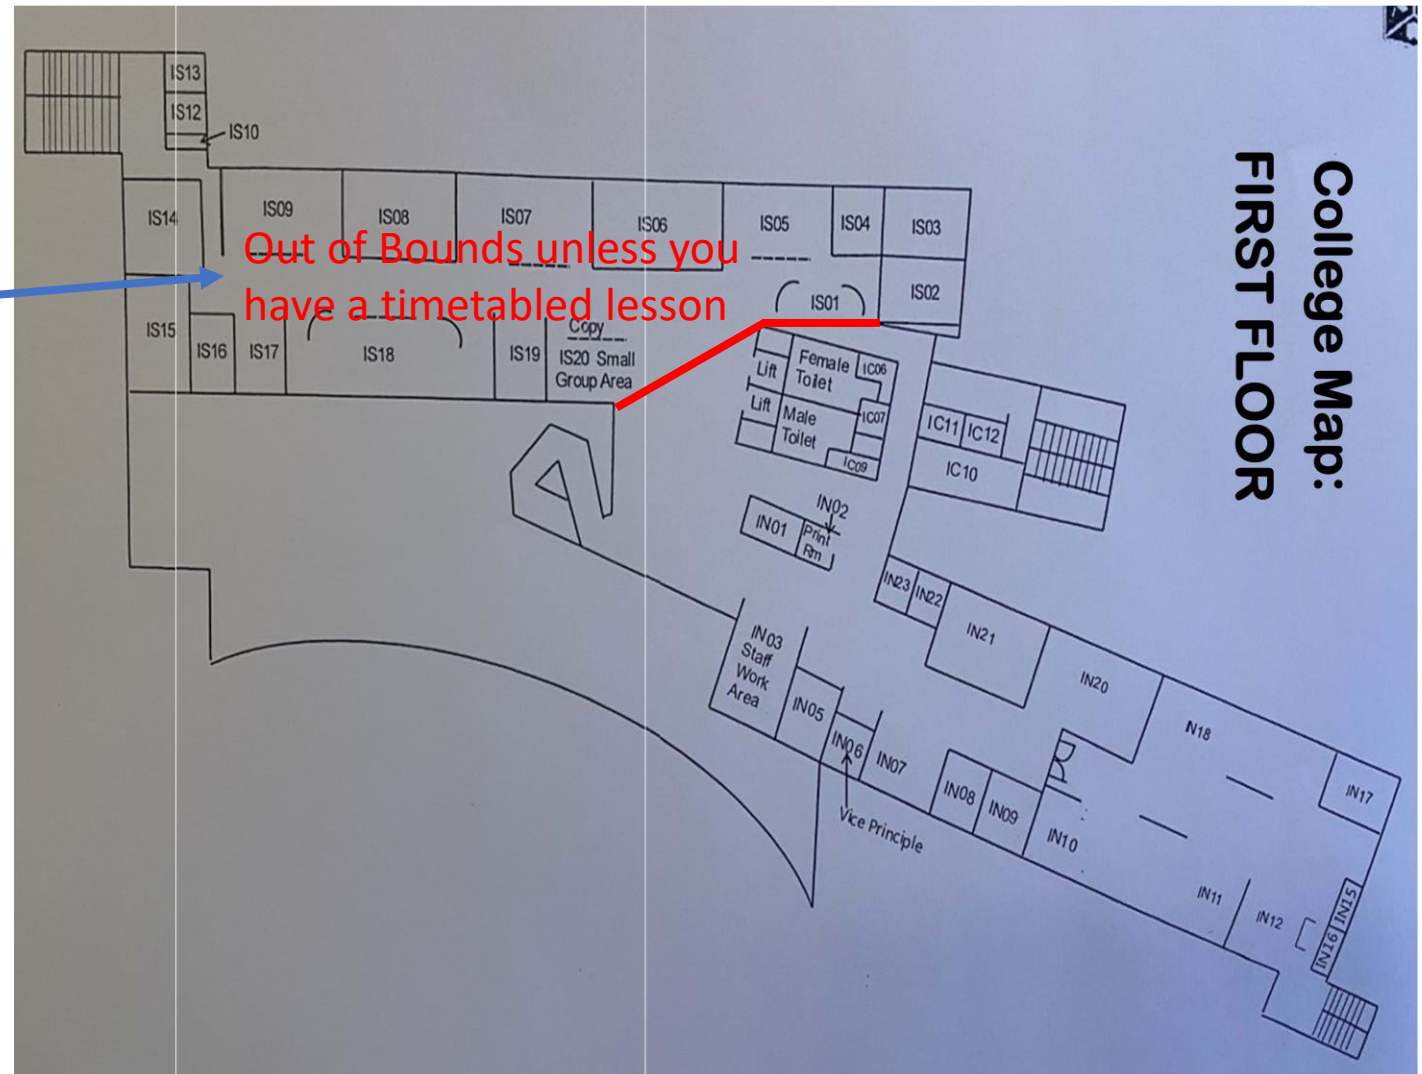 College Map:
FIRST FLOOR
IS13
IS12
IS10
IS14
IS09
IS08
IS07
IS06
IS05
IS04
IS03
Out of Bounds unless you
have a timetabled lesson
IS02
IS01
IS15
IS16
IS17
IS18
IS19
Copy
IS20 Small
Group Area
Lift
Female
Toilet
IC06
Lift
Male
Toilet
IC07
IC09
IC11
IC12
IC10
IN02
IN01
Print
Rm
IN23
IN22
IN21
IN20
IN03
Staff
Work
Area
IN05
IN06
IN07
Vice Principle
IN08
IN09
IN10
IN18
IN17
IN11
IN12
IN15
IN16